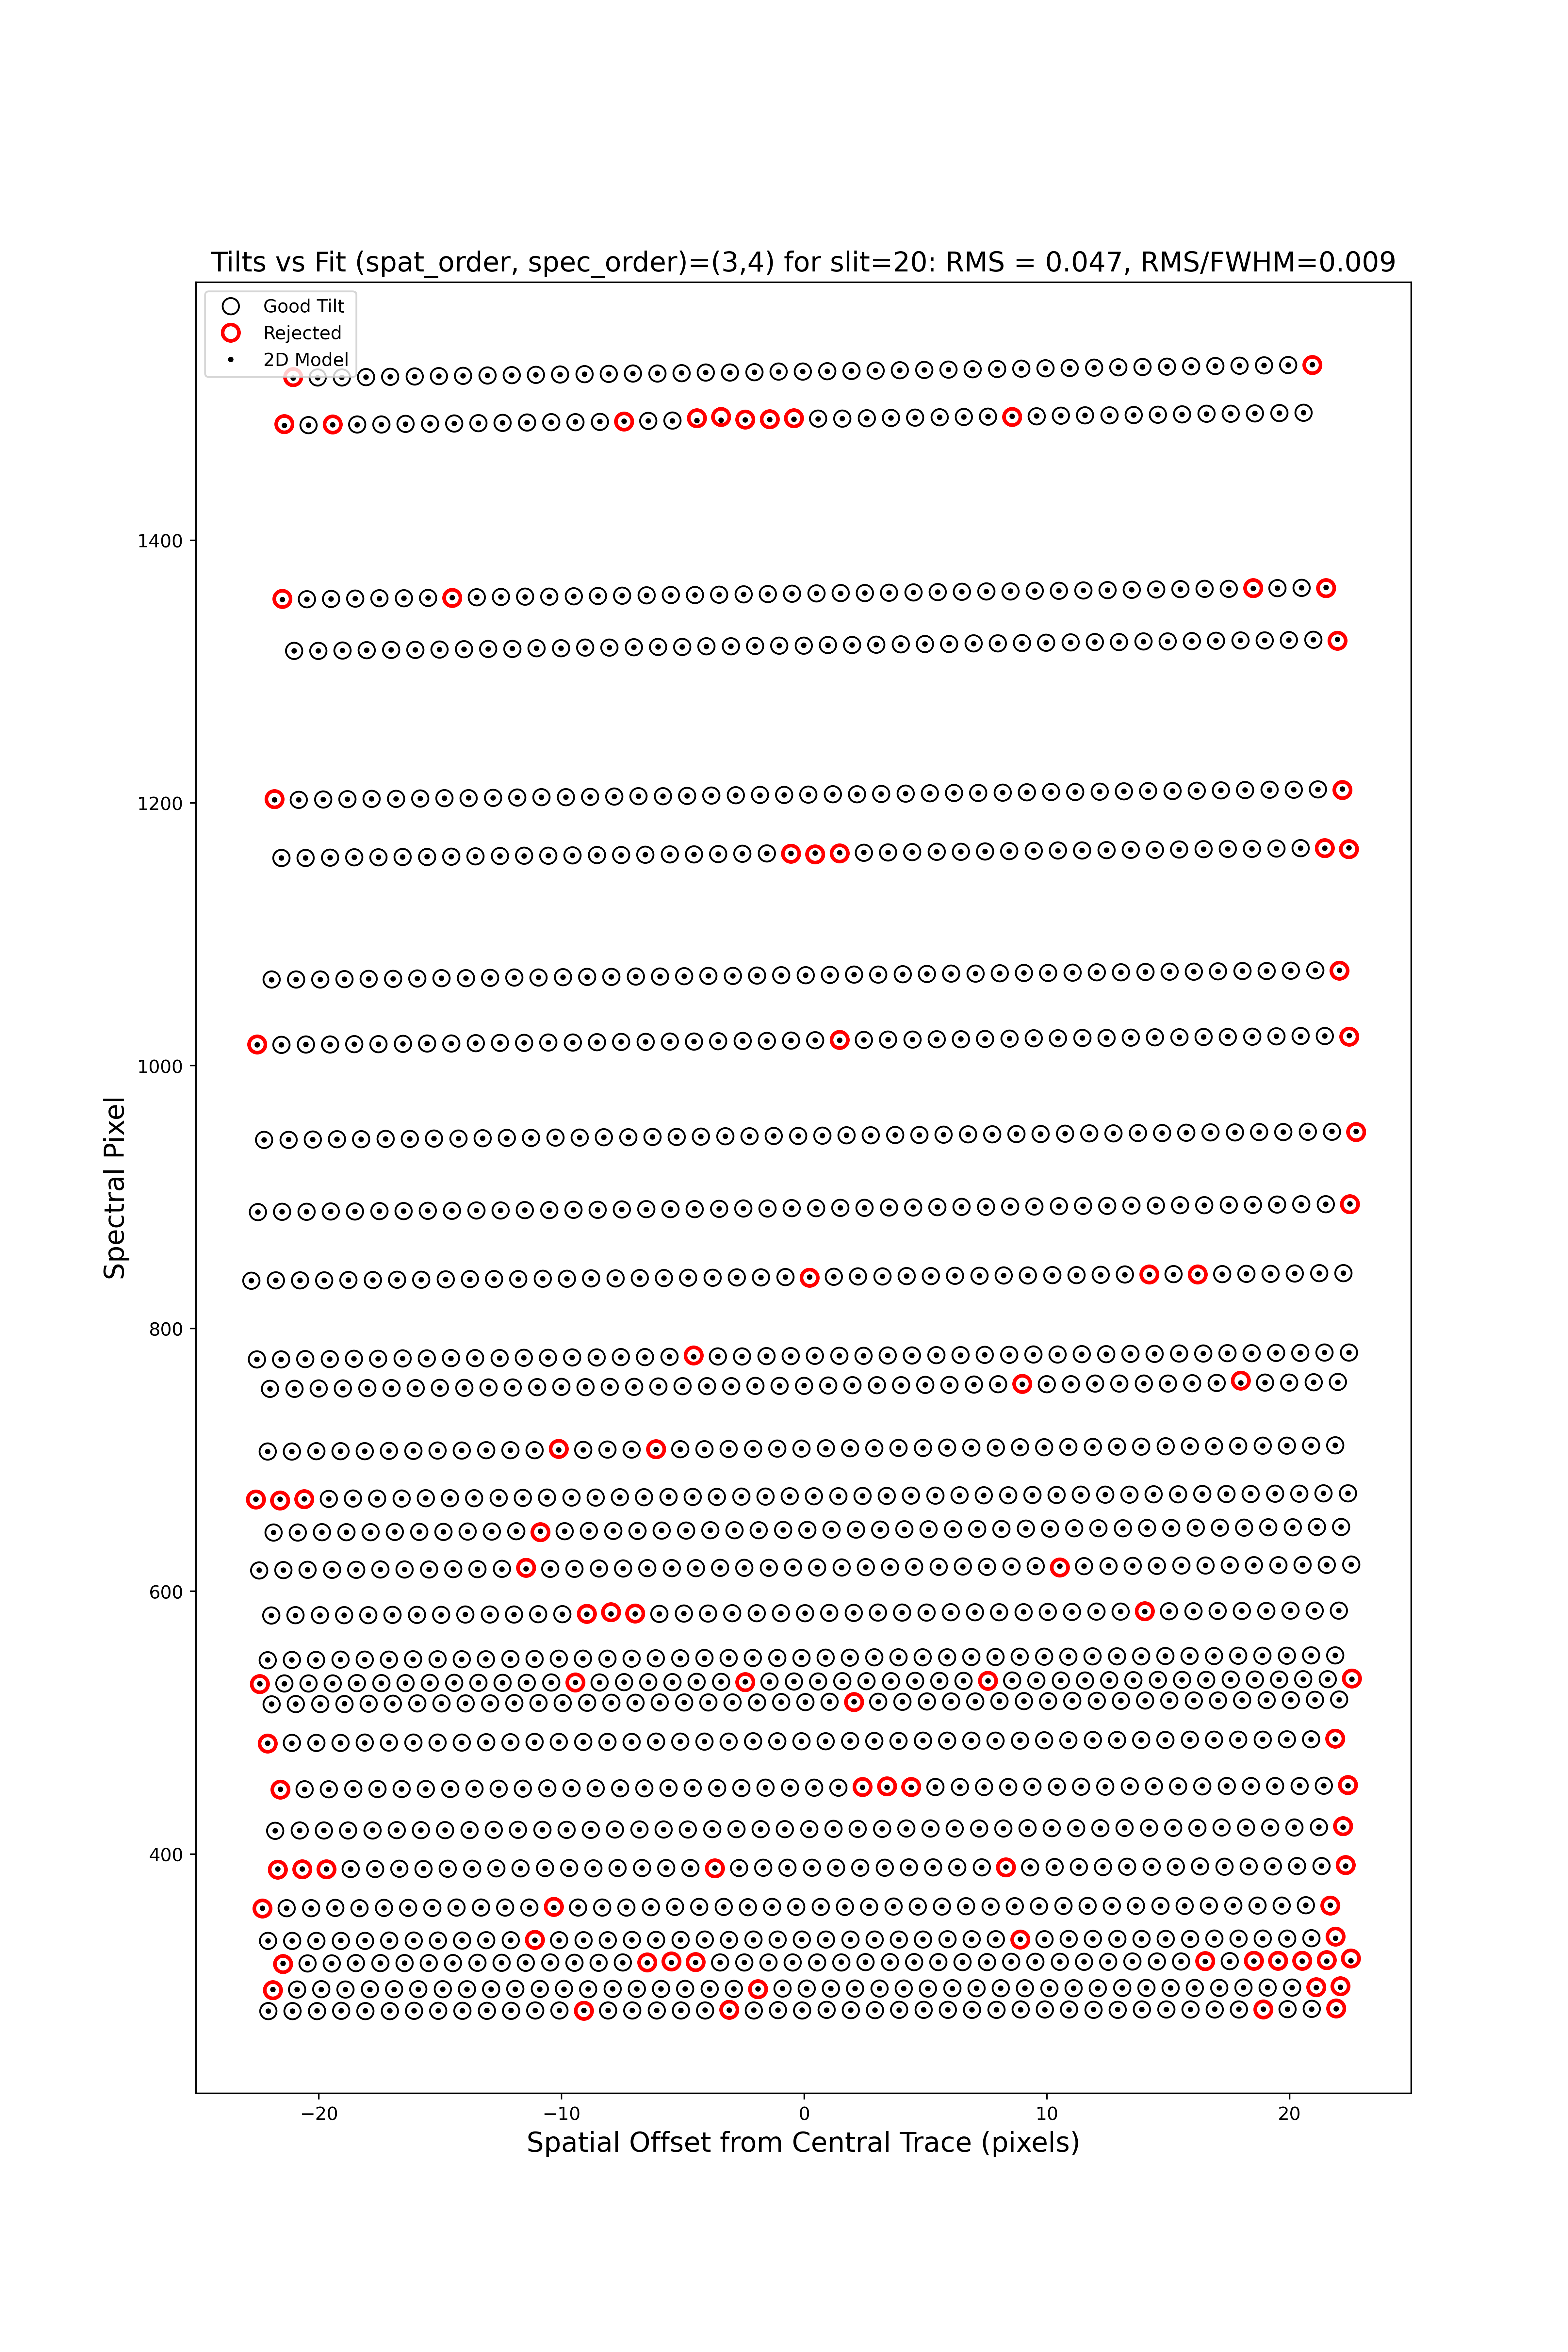 Tilts vs Fit (spat_order, spec_order)=(3,4) for slit=20: RMS = 0.047, RMS/FWHM=0.009
Good Tilt
Rejected
2D Model
1400
1200
1000
800
600
400
Spectral Pixel
−20 −10 0 10 20
Spatial Offset from Central Trace (pixels)